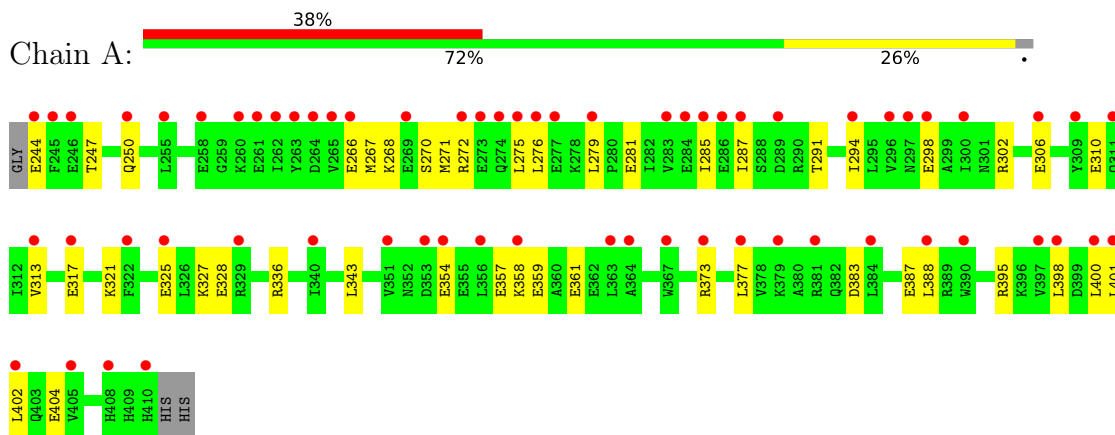 38%
Chain A:
72% 26% .
GLY E244 F245 E246 T247 Q250 L255 E258 G259 K260 E261 I262 Y263 D264 V265 E266 M267 K268 E269 S270 M271 R272 E273 Q274 L275 L276 E277 K278 L279 P280 E281 I282 V283 E284 I285 E286 I287 S288 D289 R290 T291 I294 L295 V296 N297 E298 A299 I300 N301 R302 E306 Y309 E310
I312 V313 E317 K321 F322 E325 L326 K327 E328 R329 R336 I340 L343 V351 N352 D353 E354 E355 L356 E357 K358 E359 A360 E361 E362 L363 A364 W367 R373 L377 V378 K379 A380 R381 Q382 D383 L384 E387 L388 R389 W390 R395 K396 V397 L398 D399 L400 L401
L402 Q403 E404 V405 H408 H409 H410 HIS HIS